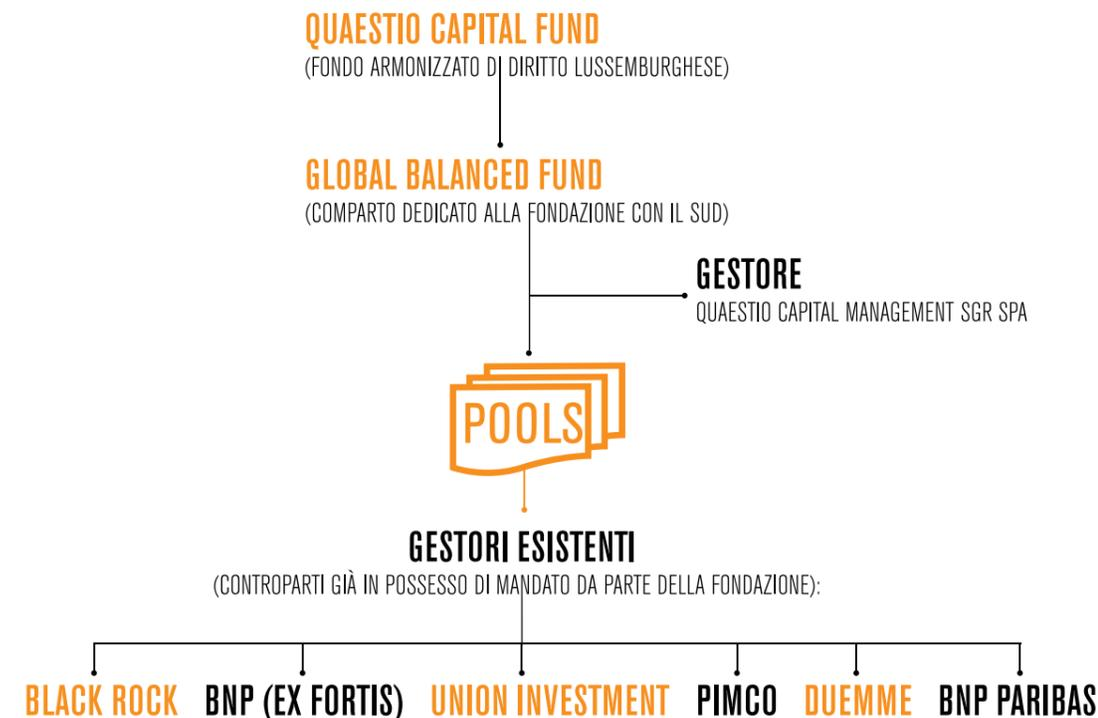 QUAESTIO CAPITAL FUND
(FONDO ARMONIZZATO DI DIRITTO LUSSEMBURGHESE)
GLOBAL BALANCED FUND
(COMPARTO DEDICATO ALLA FONDAZIONE CON IL SUD)
GESTORE
QUAESTIO CAPITAL MANAGEMENT SGR SPA
POOLS
GESTORI ESISTENTI
(CONTROPARTI GIÀ IN POSSESSO DI MANDATO DA PARTE DELLA FONDAZIONE):
BLACK ROCK BNP (EX FORTIS) UNION INVESTMENT PIMCO DUEMME BNP PARIBAS